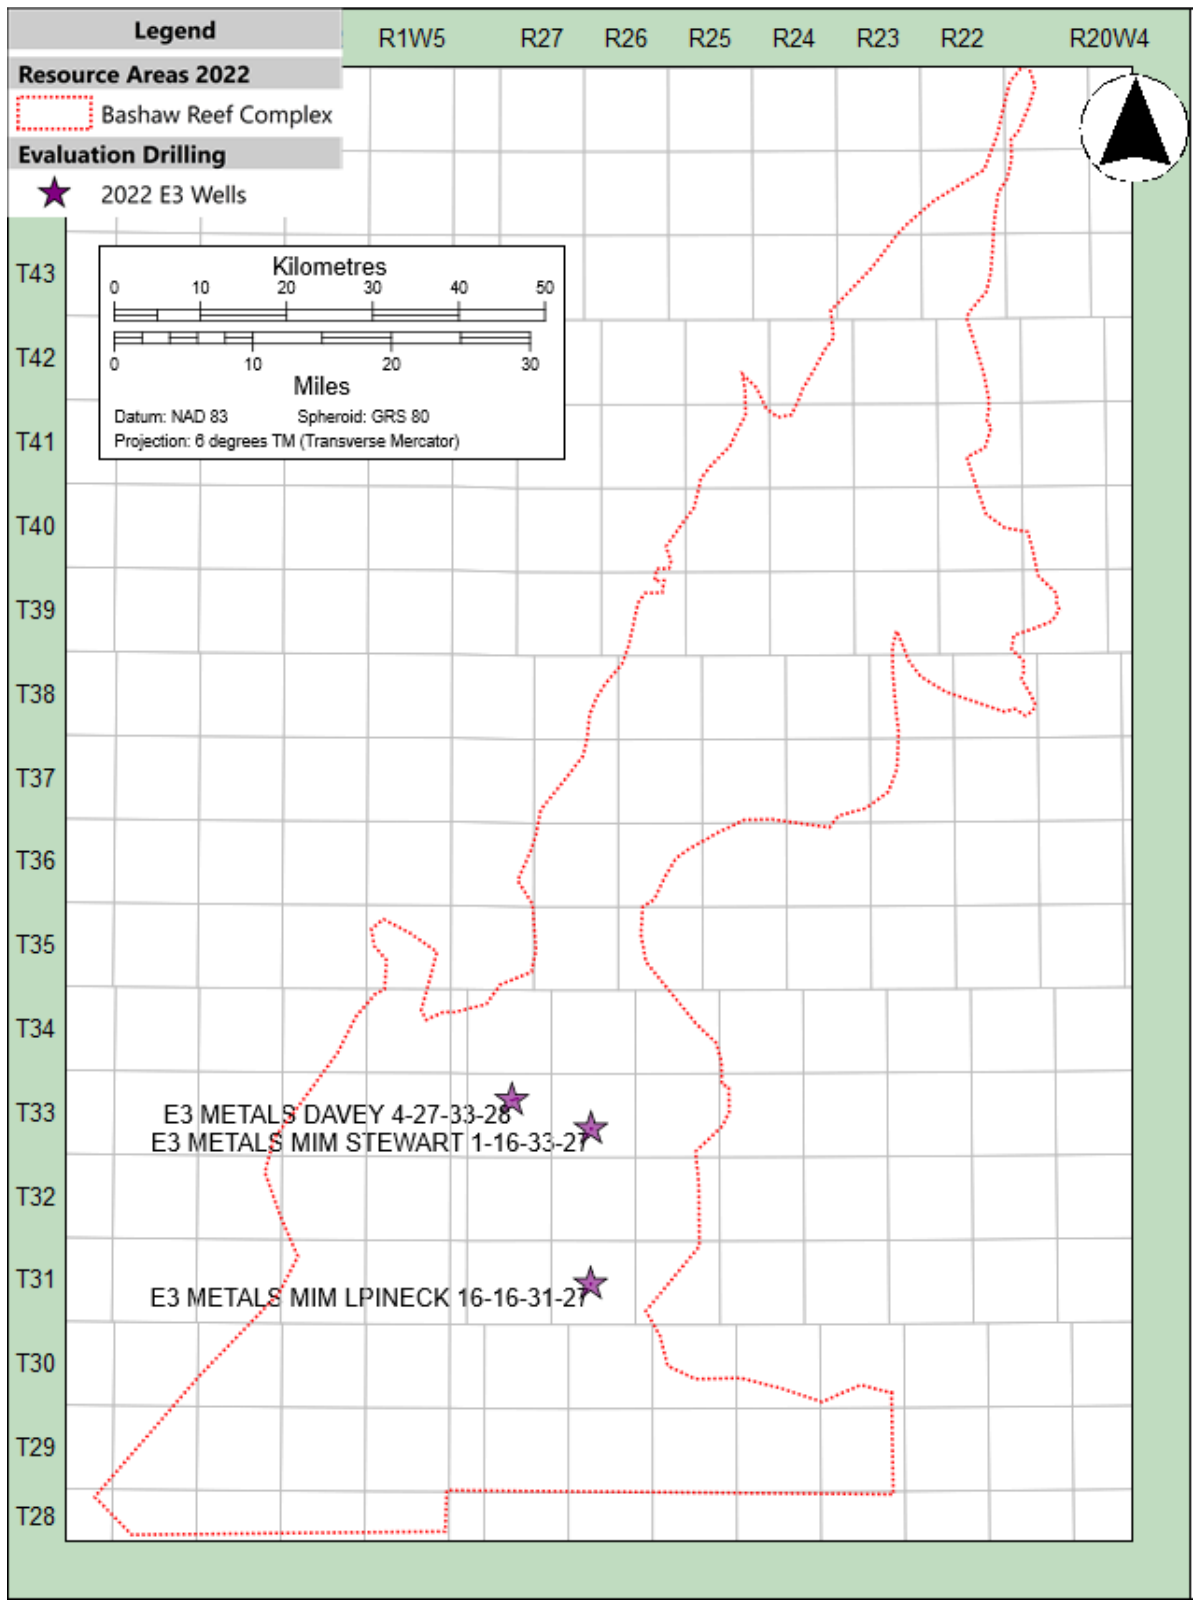 Legend
R1W5 R27 R26 R25 R24 R23 R22 R20W4
Resource Areas 2022
Bashaw Reef Complex
Evaluation Drilling
2022 E3 Wells
Kilometres
0 10 20 30 40 50
0 10 20 30
Miles
Datum: NAD 83 Spheroid: GRS 80
Projection: 6 degrees TM (Transverse Mercator)
T43
T42
T41
T40
T39
T38
T37
T36
T35
T34
T33
E3 METALS DAVEY 4-27-33-28
E3 METALS MIM STEWART 1-16-33-27
T32
T31
E3 METALS MIM LPINECK 16-16-31-27
T30
T29
T28